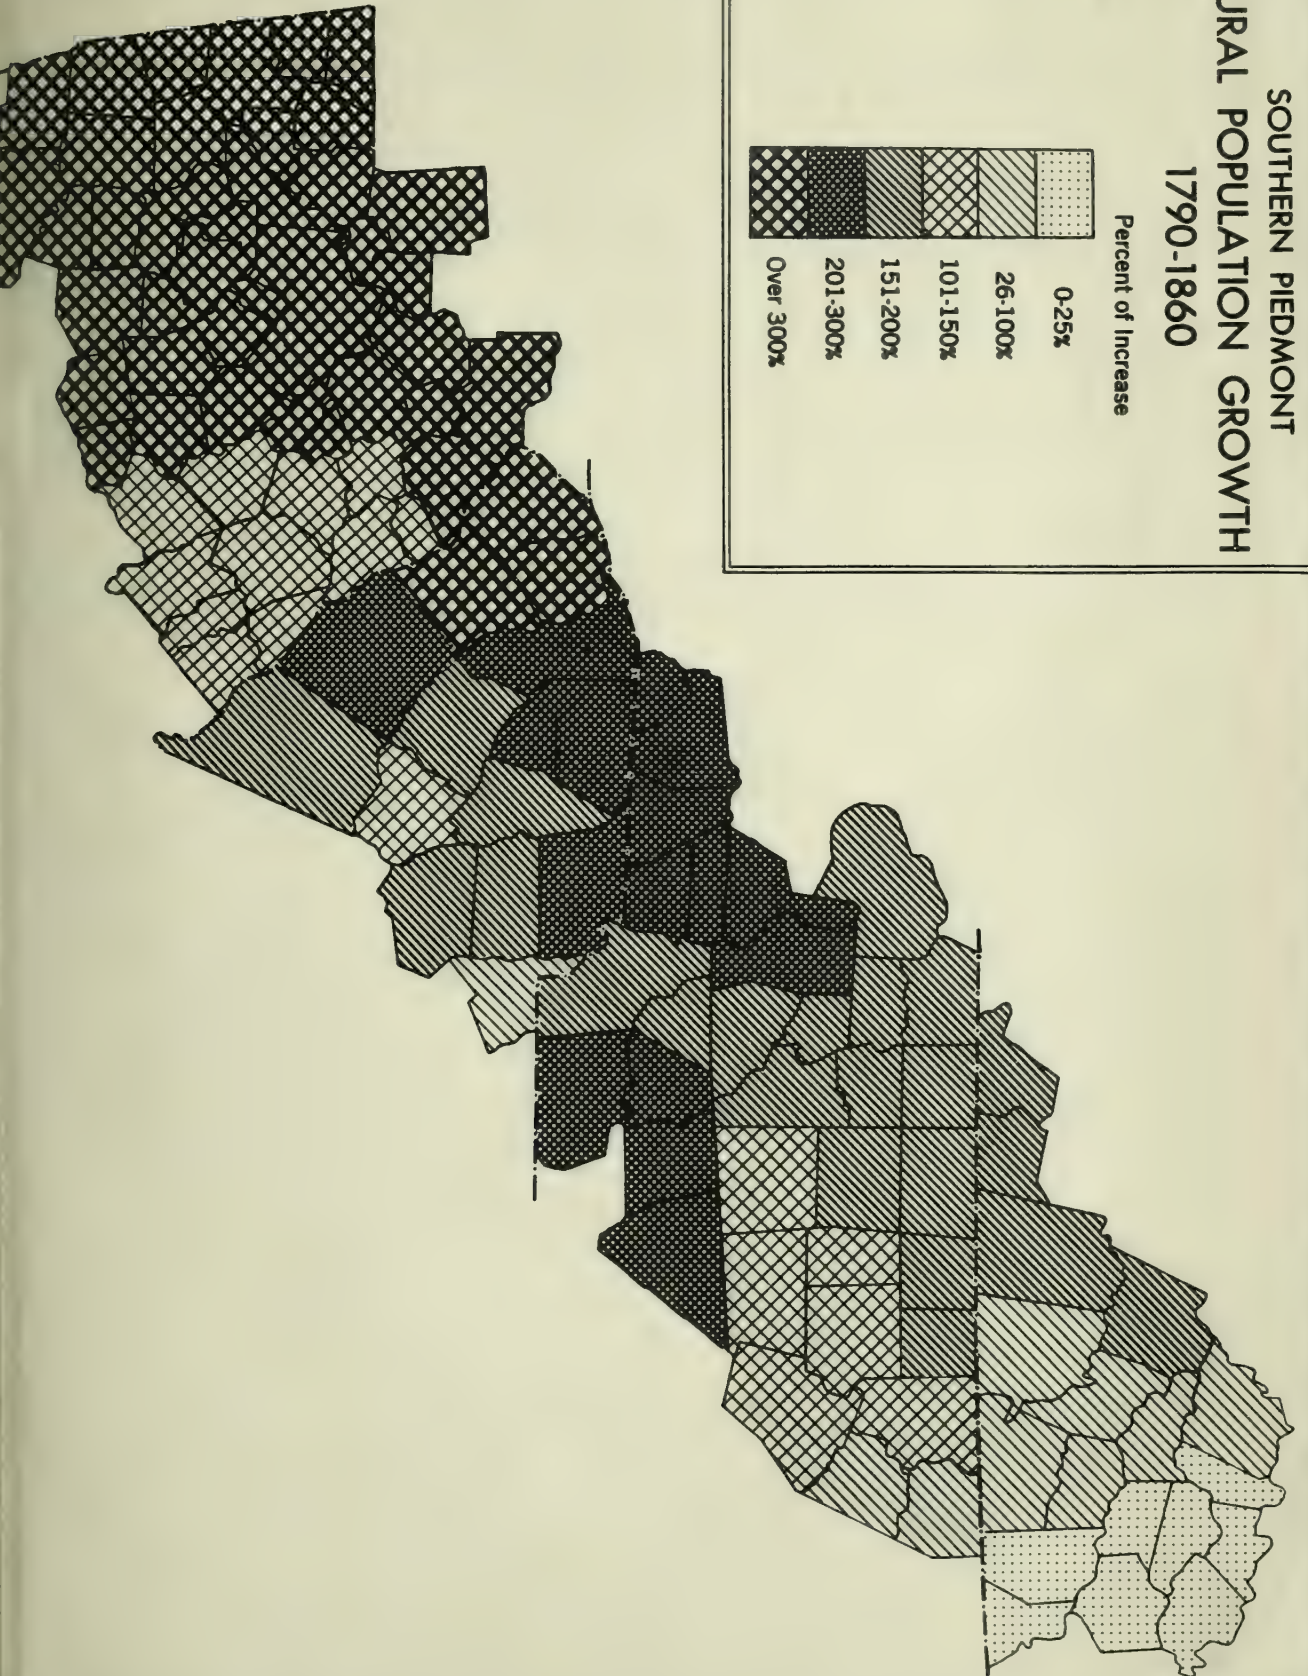 SOUTHERN PIEDMONT
POPULATION GROWTH
1790-1860
Percent of Increase
0-25%
26-100%
101-150%
151-200%
201-300%
Over 300%